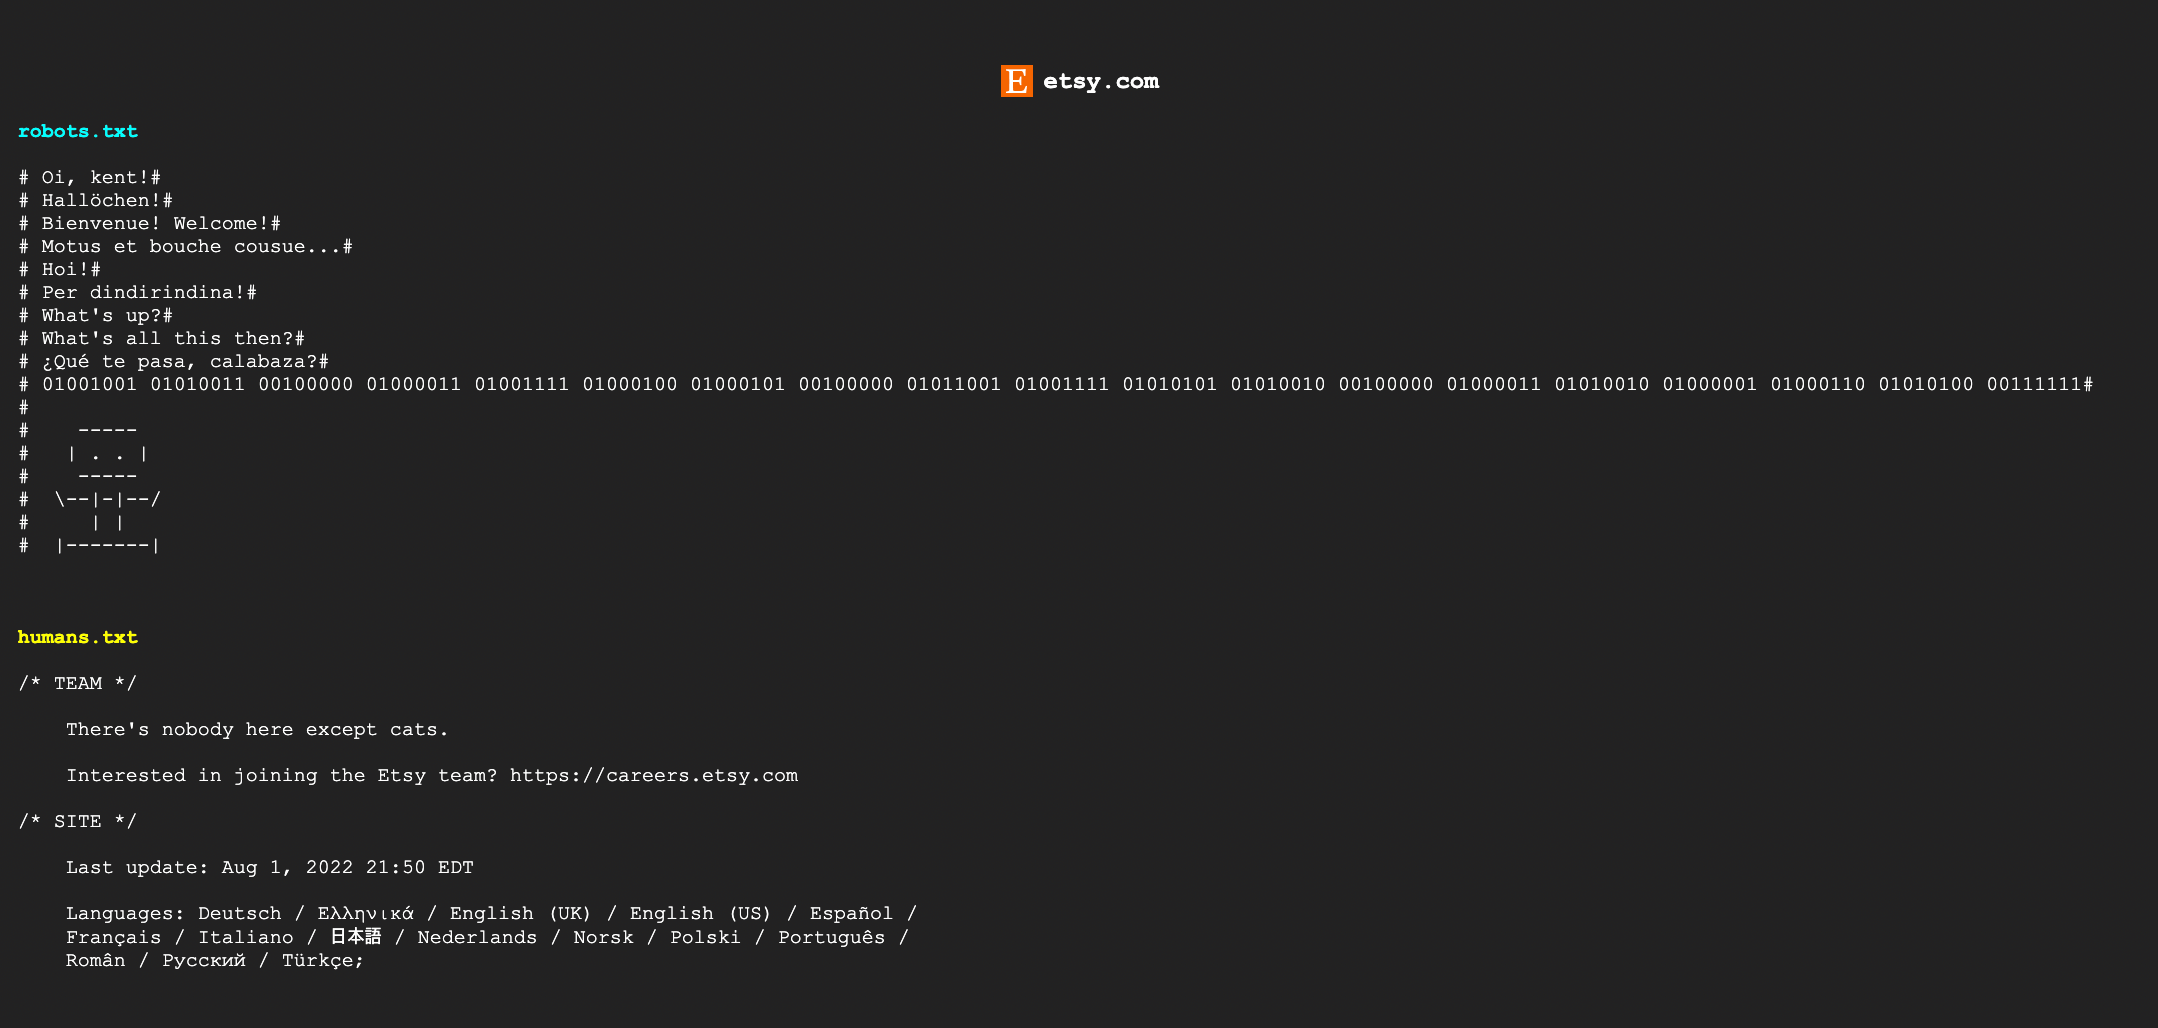 E etsy.com
robots.txt
# Oi, kent!#
# Hallöchen!#
# Bienvenue! Welcome!#
# Motus et bouche cousue...#
# Hoi!#
# Per dindirindina!#
# What's up?#
# What's all this then?#
# ¿Qué te pasa, calabaza?#
# 01001001 01010011 00100000 01000011 01001111 01000100 01000101 00100000 01011001 01001111 01010101 01010010 00100000 01000011 01010010 01000001 01000110 01010100 00111111#
#
#    -----
#   | . . |
#    -----
#  \--|-|--/
#     | |
#  |-------|
humans.txt
/* TEAM */
There's nobody here except cats.
Interested in joining the Etsy team? https://careers.etsy.com
/* SITE */
Last update: Aug 1, 2022 21:50 EDT
Languages: Deutsch / Ελληνικά / English (UK) / English (US) / Español /
Français / Italiano / 日本語 / Nederlands / Norsk / Polski / Português /
Român / Русский / Türkçe;